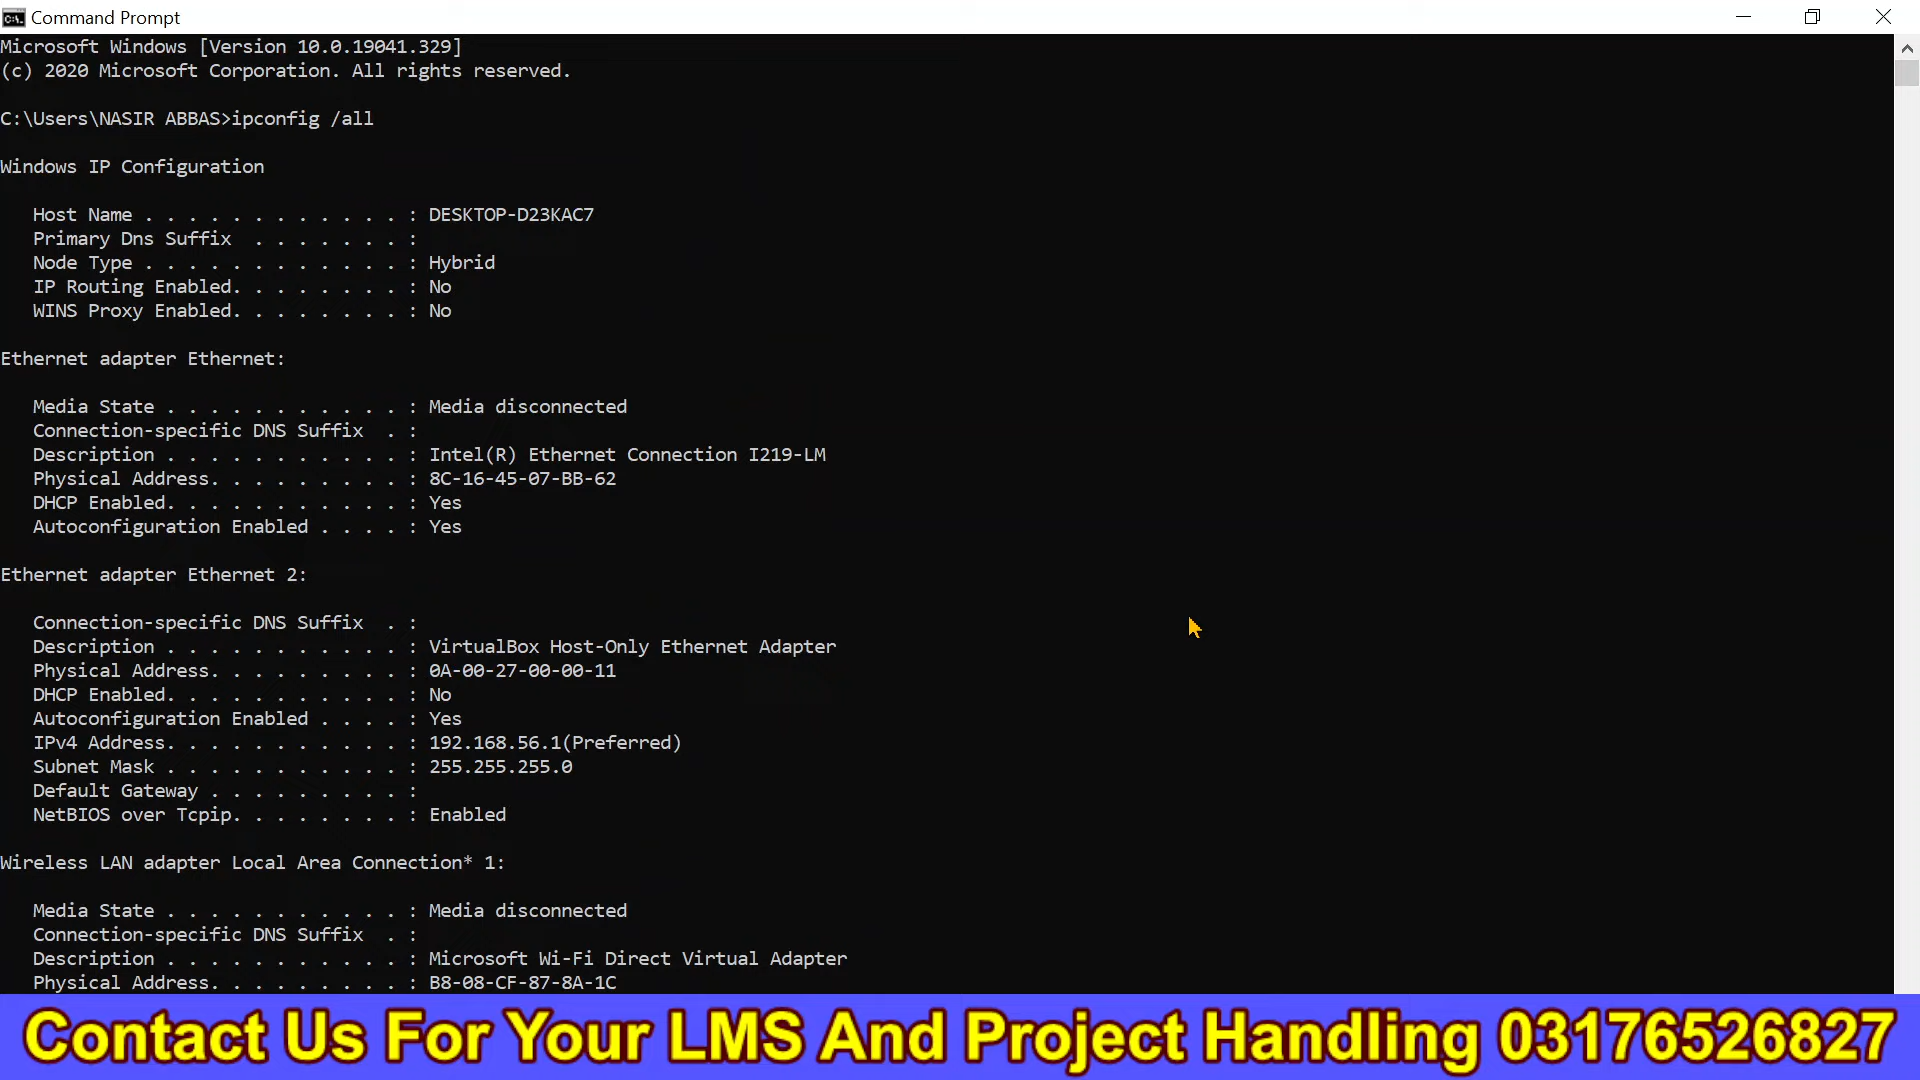 Command Prompt
Microsoft Windows [Version 10.0.19041.329]
(c) 2020 Microsoft Corporation. All rights reserved.
C:\Users\NASIR ABBAS>ipconfig /all
Windows IP Configuration
   Host Name . . . . . . . . . . . . : DESKTOP-D23KAC7
   Primary Dns Suffix  . . . . . . . :
   Node Type . . . . . . . . . . . . : Hybrid
   IP Routing Enabled. . . . . . . . : No
   WINS Proxy Enabled. . . . . . . . : No
Ethernet adapter Ethernet:
   Media State . . . . . . . . . . . : Media disconnected
   Connection-specific DNS Suffix  . :
   Description . . . . . . . . . . . : Intel(R) Ethernet Connection I219-LM
   Physical Address. . . . . . . . . : 8C-16-45-07-BB-62
   DHCP Enabled. . . . . . . . . . . : Yes
   Autoconfiguration Enabled . . . . : Yes
Ethernet adapter Ethernet 2:
   Connection-specific DNS Suffix  . :
   Description . . . . . . . . . . . : VirtualBox Host-Only Ethernet Adapter
   Physical Address. . . . . . . . . : 0A-00-27-00-00-11
   DHCP Enabled. . . . . . . . . . . : No
   Autoconfiguration Enabled . . . . : Yes
   IPv4 Address. . . . . . . . . . . : 192.168.56.1(Preferred)
   Subnet Mask . . . . . . . . . . . : 255.255.255.0
   Default Gateway . . . . . . . . . :
   NetBIOS over Tcpip. . . . . . . . : Enabled
Wireless LAN adapter Local Area Connection* 1:
   Media State . . . . . . . . . . . : Media disconnected
   Connection-specific DNS Suffix  . :
   Description . . . . . . . . . . . : Microsoft Wi-Fi Direct Virtual Adapter
   Physical Address. . . . . . . . . : B8-08-CF-87-8A-1C
Contact Us For Your LMS And Project Handling 03176526827